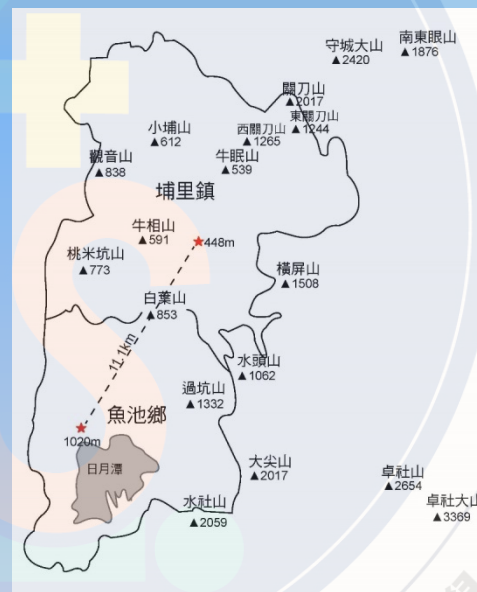 守城大山
▲2420
南東眼山
▲1876
關刀山
▲2017
東關刀山
▲1244
小埔山
▲612
西關刀山
▲1265
觀音山
▲838
牛眠山
▲539
埔里鎮
牛相山
▲591
★448m
桃米坑山
▲773
橫屏山
▲1508
白葉山
▲853
11.1km
水頭山
▲1062
過坑山
▲1332
魚池鄉
★
1020m
日月潭
大尖山
▲2017
卓社山
▲2654
水社山
▲2059
卓社大山
▲3369